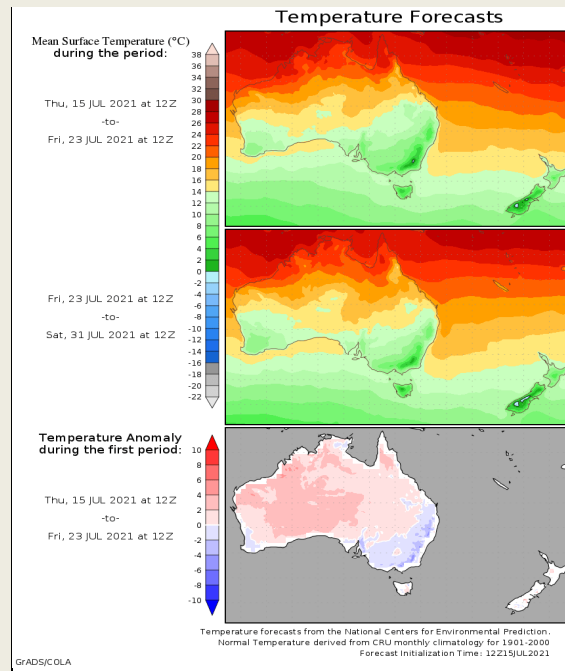 Temperature Forecasts
Mean Surface Temperature (°C)
during the period:
Thu, 15 JUL 2021 at 12Z
-to-
Fri, 23 JUL 2021 at 12Z
38
36
34
32
30
28
26
24
22
20
18
16
14
12
10
8
6
4
2
0
-2
-4
-6
-8
-10
-12
-14
-16
-18
-20
-22
Fri, 23 JUL 2021 at 12Z
-to-
Sat, 31 JUL 2021 at 12Z
Temperature Anomaly
during the first period:
Thu, 15 JUL 2021 at 12Z
-to-
Fri, 23 JUL 2021 at 12Z
10
8
6
4
2
0
-2
-4
-6
-8
-10
Temperature forecasts from the National Centers for Environmental Prediction.
Normal Temperature derived from CRU monthly climatology for 1901-2000
Forecast Initialization Time: 12Z15JUL2021
GrADS/COLA